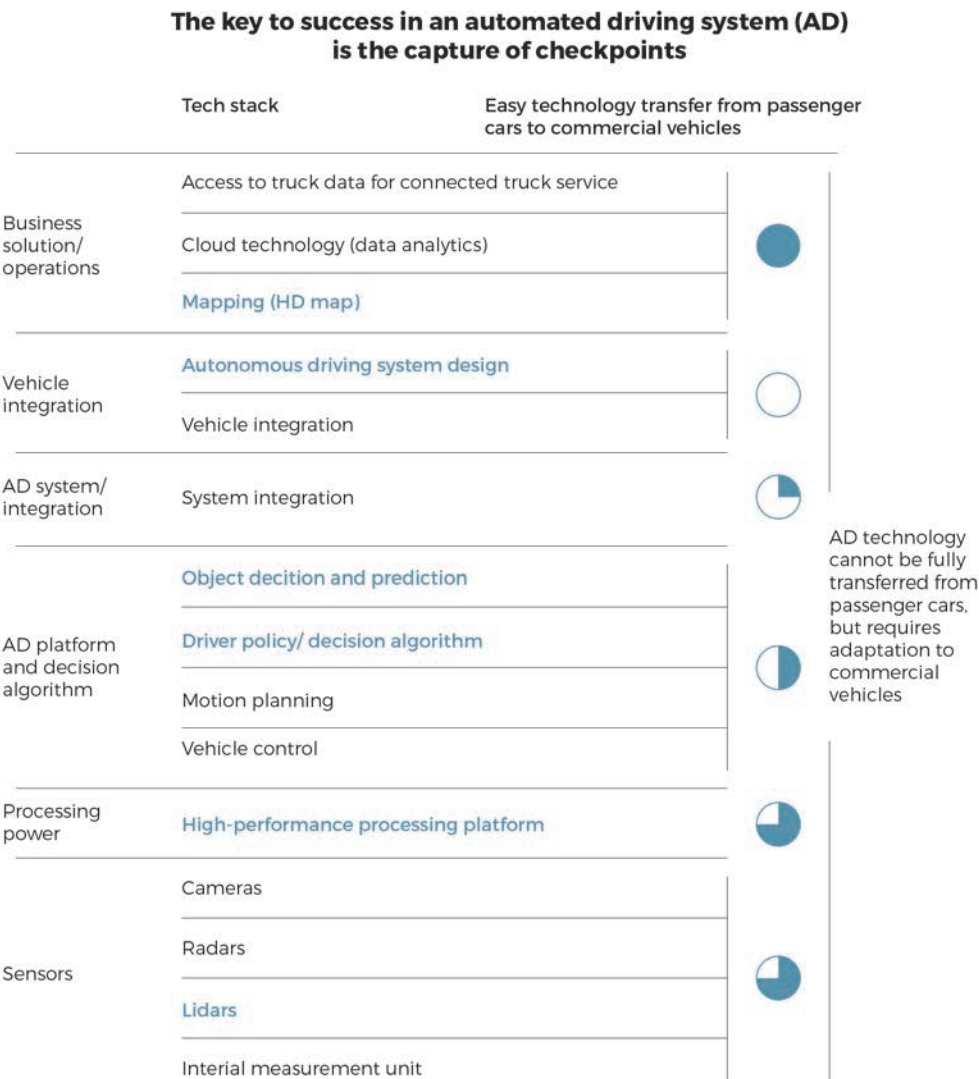 The key to success in an automated driving system (AD)
is the capture of checkpoints
Tech stack
Easy technology transfer from passenger
cars to commercial vehicles
Business
solution/
operations
Access to truck data for connected truck service
Cloud technology (data analytics)
Mapping (HD map)
Vehicle
integration
Autonomous driving system design
Vehicle integration
AD system/
integration
System integration
AD platform
and decision
algorithm
Object decition and prediction
Driver policy/ decision algorithm
Motion planning
Vehicle control
Processing
power
High-performance processing platform
Sensors
Cameras
Radars
Lidars
Interial measurement unit
AD technology
cannot be fully
transferred from
passenger cars,
but requires
adaptation to
commercial
vehicles